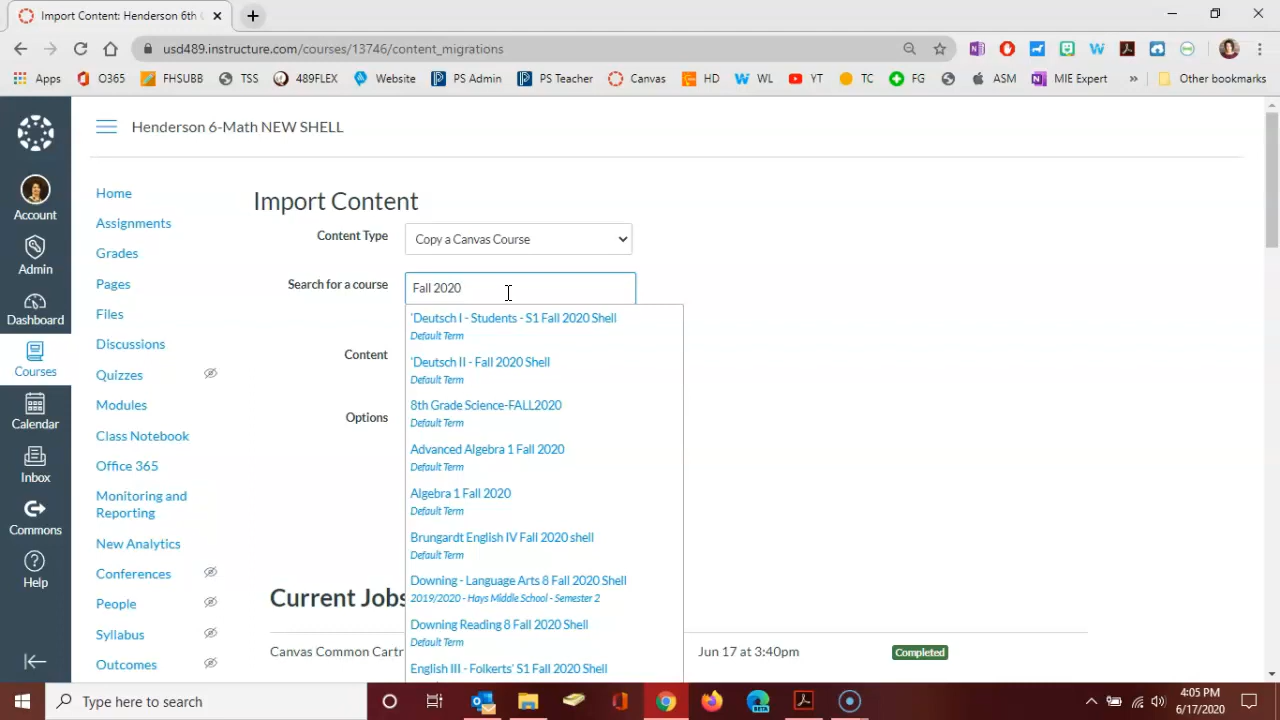 Import Content: Henderson 6th
usd489.instructure.com/courses/13746/content_migrations
Apps O365 FHSUBB TSS 489FLEX Website PS Admin PS Teacher Canvas HD WL YT TC FG ASM MIE Expert » Other bookmarks
Henderson 6-Math NEW SHELL
Account
Admin
Dashboard
Courses
Calendar
Inbox
Commons
Help
Home
Assignments
Grades
Pages
Files
Discussions
Quizzes
Modules
Class Notebook
Office 365
Monitoring and
Reporting
New Analytics
Conferences
People
Syllabus
Outcomes
Import Content
Content Type Copy a Canvas Course
Search for a course Fall 2020
Content
Options
'Deutsch I - Students - S1 Fall 2020 Shell
Default Term
'Deutsch II - Fall 2020 Shell
Default Term
8th Grade Science-FALL2020
Default Term
Advanced Algebra 1 Fall 2020
Default Term
Algebra 1 Fall 2020
Default Term
Brungardt English IV Fall 2020 shell
Default Term
Downing - Language Arts 8 Fall 2020 Shell
2019/2020 - Hays Middle School - Semester 2
Downing Reading 8 Fall 2020 Shell
Default Term
English III - Folkerts' S1 Fall 2020 Shell
Current Jobs
Canvas Common Cartr Jun 17 at 3:40pm Completed
Type here to search
4:05 PM
6/17/2020